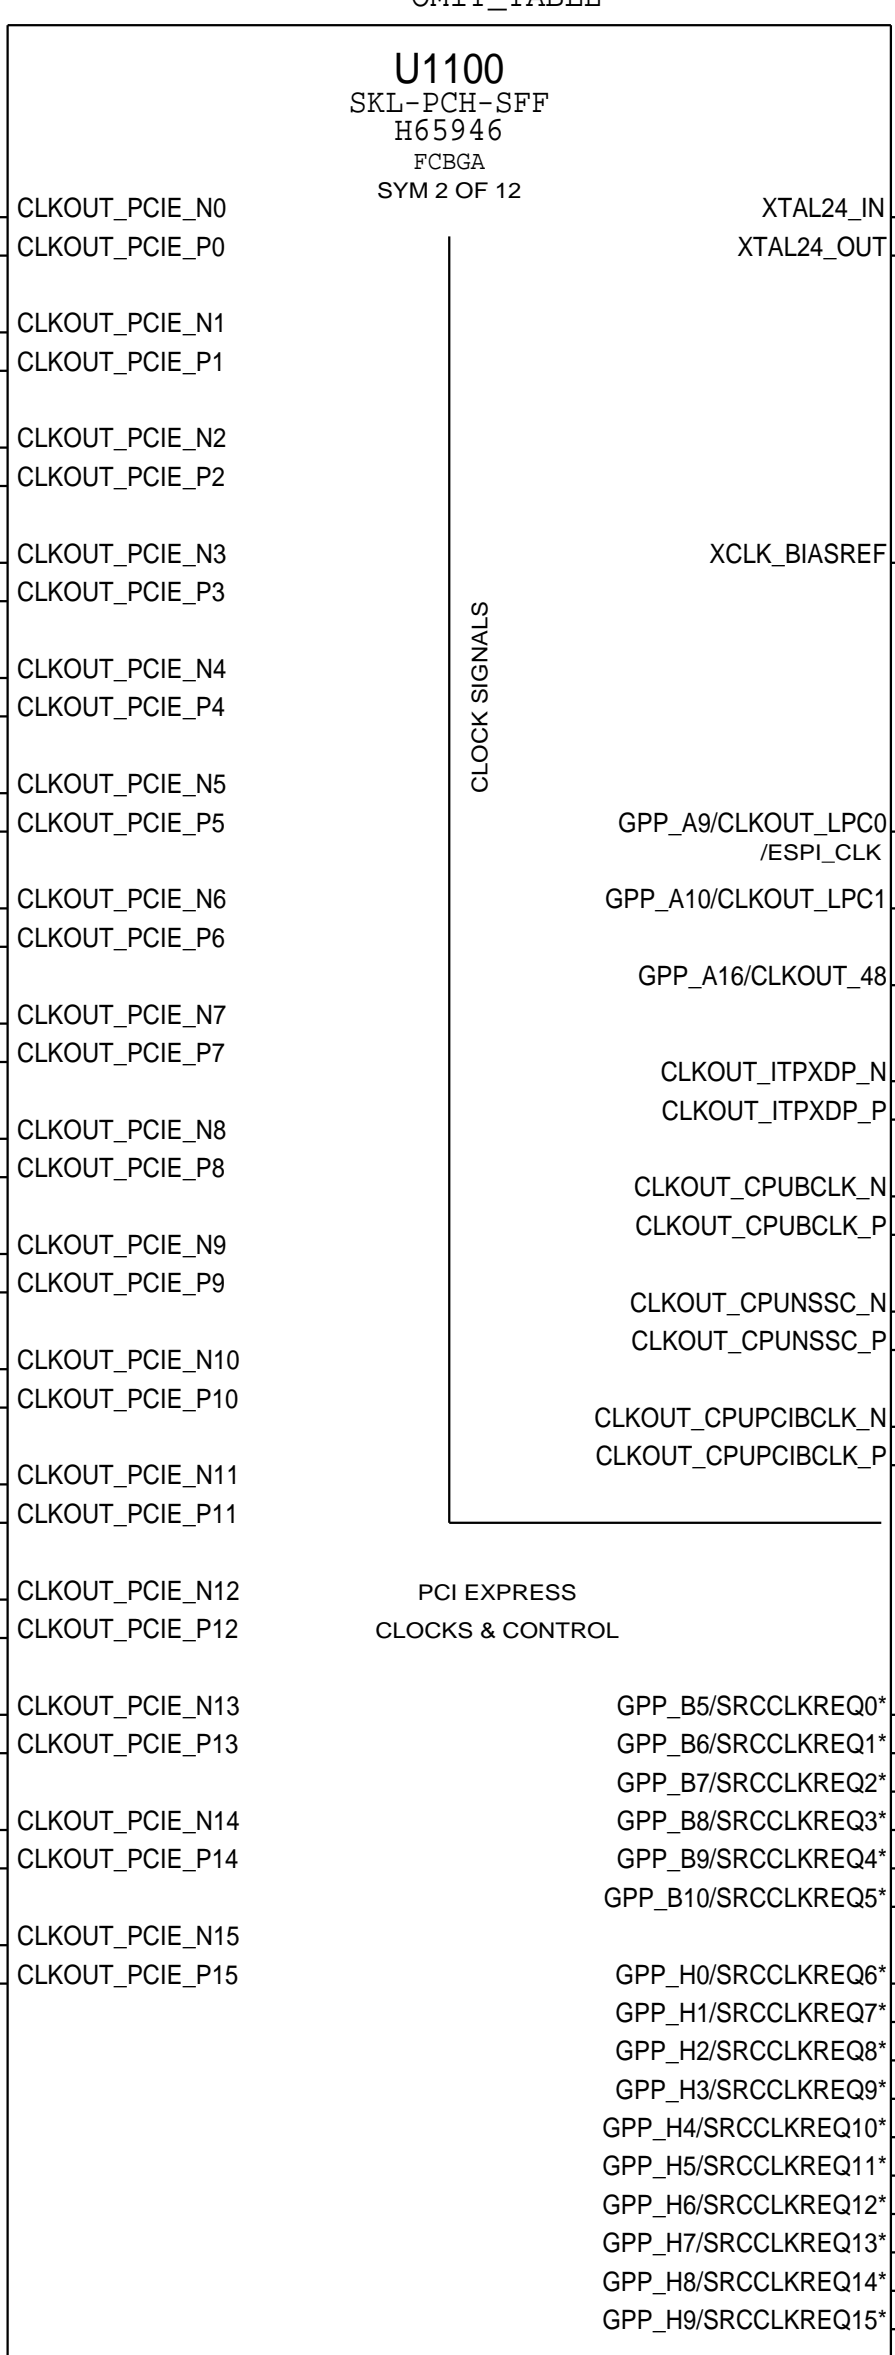 OMIT_TABLE
U1100
SKL-PCH-SFF
H65946
FCBGA
SYM 2 OF 12
CLKOUT_PCIE_N0
CLKOUT_PCIE_P0
CLKOUT_PCIE_N1
CLKOUT_PCIE_P1
CLKOUT_PCIE_N2
CLKOUT_PCIE_P2
CLKOUT_PCIE_N3
CLKOUT_PCIE_P3
CLKOUT_PCIE_N4
CLKOUT_PCIE_P4
CLKOUT_PCIE_N5
CLKOUT_PCIE_P5
CLKOUT_PCIE_N6
CLKOUT_PCIE_P6
CLKOUT_PCIE_N7
CLKOUT_PCIE_P7
CLKOUT_PCIE_N8
CLKOUT_PCIE_P8
CLKOUT_PCIE_N9
CLKOUT_PCIE_P9
CLKOUT_PCIE_N10
CLKOUT_PCIE_P10
CLKOUT_PCIE_N11
CLKOUT_PCIE_P11
CLKOUT_PCIE_N12
CLKOUT_PCIE_P12
CLKOUT_PCIE_N13
CLKOUT_PCIE_P13
CLKOUT_PCIE_N14
CLKOUT_PCIE_P14
CLKOUT_PCIE_N15
CLKOUT_PCIE_P15
CLOCK SIGNALS
PCI EXPRESS
CLOCKS & CONTROL
XTAL24_IN
XTAL24_OUT
XCLK_BIASREF
GPP_A9/CLKOUT_LPC0
/ESPI_CLK
GPP_A10/CLKOUT_LPC1
GPP_A16/CLKOUT_48
CLKOUT_ITPXDP_N
CLKOUT_ITPXDP_P
CLKOUT_CPUBCLK_N
CLKOUT_CPUBCLK_P
CLKOUT_CPUNSSC_N
CLKOUT_CPUNSSC_P
CLKOUT_CPUPCIBCLK_N
CLKOUT_CPUPCIBCLK_P
GPP_B5/SRCCLKREQ0*
GPP_B6/SRCCLKREQ1*
GPP_B7/SRCCLKREQ2*
GPP_B8/SRCCLKREQ3*
GPP_B9/SRCCLKREQ4*
GPP_B10/SRCCLKREQ5*
GPP_H0/SRCCLKREQ6*
GPP_H1/SRCCLKREQ7*
GPP_H2/SRCCLKREQ8*
GPP_H3/SRCCLKREQ9*
GPP_H4/SRCCLKREQ10*
GPP_H5/SRCCLKREQ11*
GPP_H6/SRCCLKREQ12*
GPP_H7/SRCCLKREQ13*
GPP_H8/SRCCLKREQ14*
GPP_H9/SRCCLKREQ15*